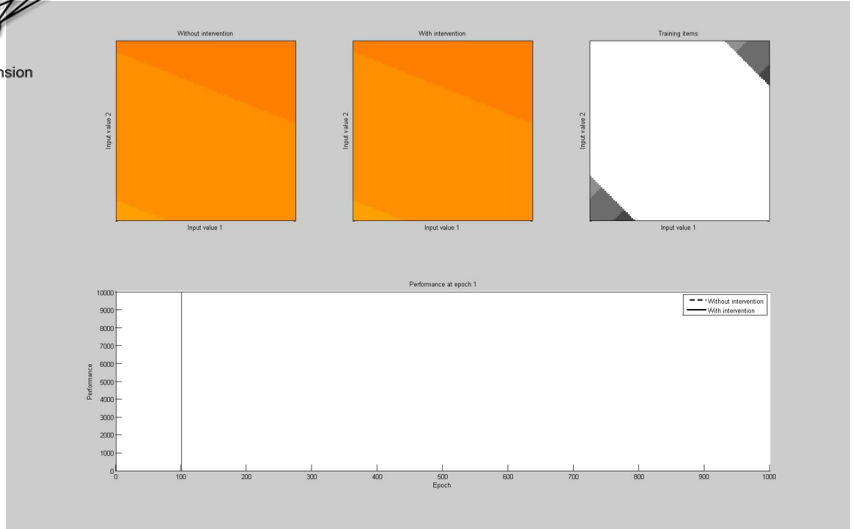 nsion
Without intervention
With intervention
Training items
Input value 2
Input value 2
Input value 2
Input value 1
Input value 1
Input value 1
Performance at epoch 1
Without intervention
With intervention
10000
9000
8000
7000
6000
5000
4000
3000
2000
1000
0
Performance
0 100 200 300 400 500 600 700 800 900 1000
Epoch